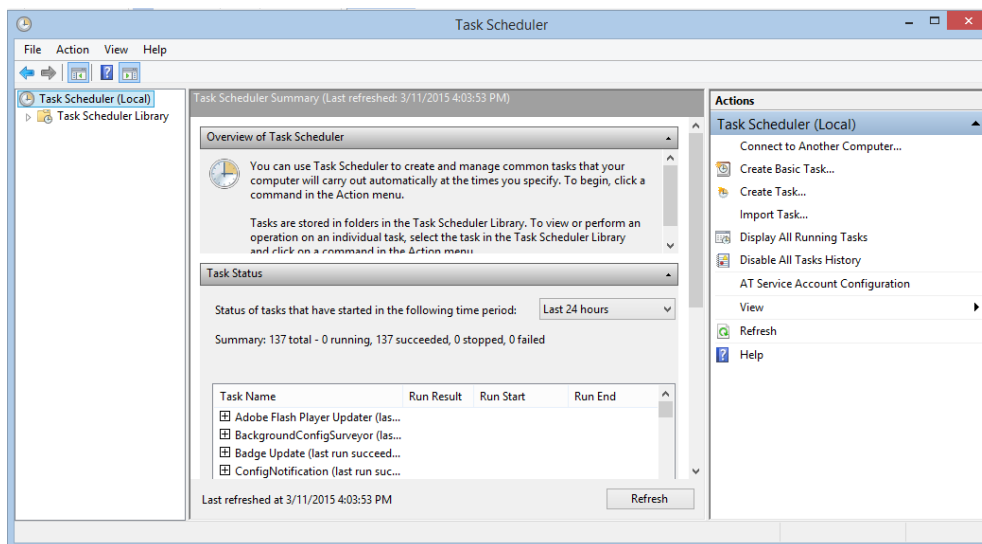 Task Scheduler
File Action View Help
Task Scheduler (Local)
Task Scheduler Library
Task Scheduler Summary (Last refreshed: 3/11/2015 4:03:53 PM)
Overview of Task Scheduler
You can use Task Scheduler to create and manage common tasks that your
computer will carry out automatically at the times you specify. To begin, click a
command in the Action menu.
Tasks are stored in folders in the Task Scheduler Library. To view or perform an
operation on an individual task, select the task in the Task Scheduler Library
and click on a command in the Action menu
Task Status
Status of tasks that have started in the following time period: Last 24 hours
Summary: 137 total - 0 running, 137 succeeded, 0 stopped, 0 failed
Task Name Run Result Run Start Run End
Adobe Flash Player Updater (las...
BackgroundConfigSurveyor (las...
Badge Update (last run succeed...
ConfigNotification (last run suc...
Last refreshed at 3/11/2015 4:03:53 PM Refresh
Actions
Task Scheduler (Local)
Connect to Another Computer...
Create Basic Task...
Create Task...
Import Task...
Display All Running Tasks
Disable All Tasks History
AT Service Account Configuration
View
Refresh
Help